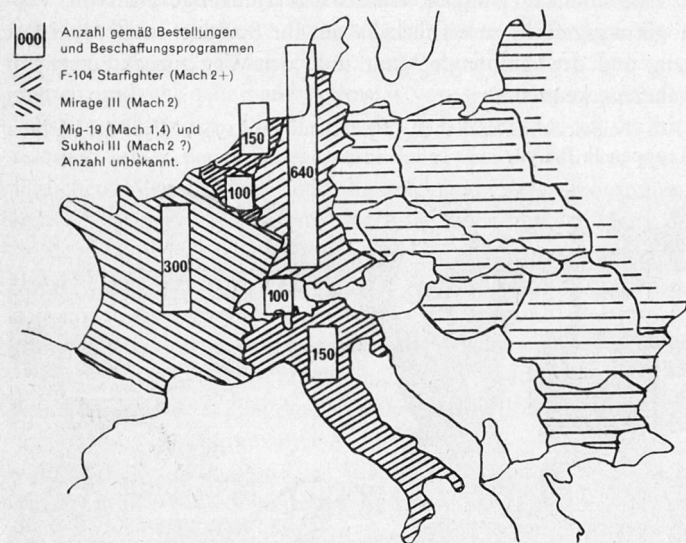 000
Anzahl gemäß Bestellungen
und Beschaffungsprogrammen
F-104 Starfighter (Mach 2+)
Mirage III (Mach 2)
Mig-19 (Mach 1,4) und
Sukhoi III (Mach 2 ?)
Anzahl unbekannt.
150
640
100
300
100
150